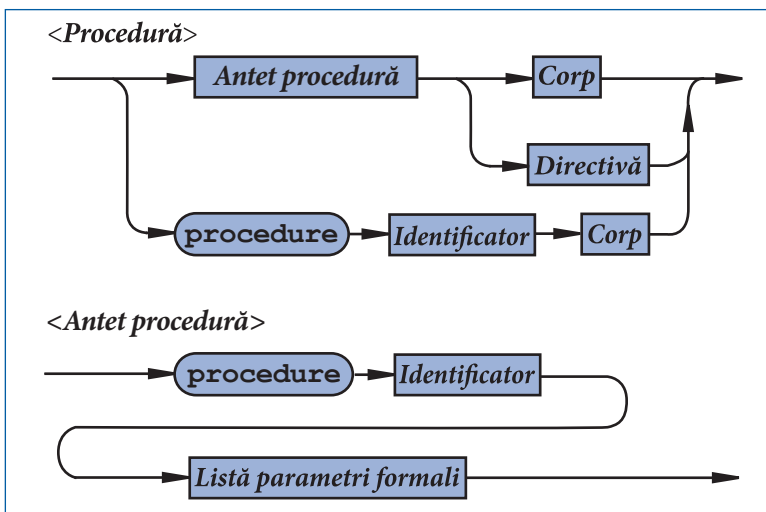 <Procedură>
Antet procedură Corp
Directivă
procedure Identificator Corp
<Antet procedură>
procedure Identificator
Listă parametri formali